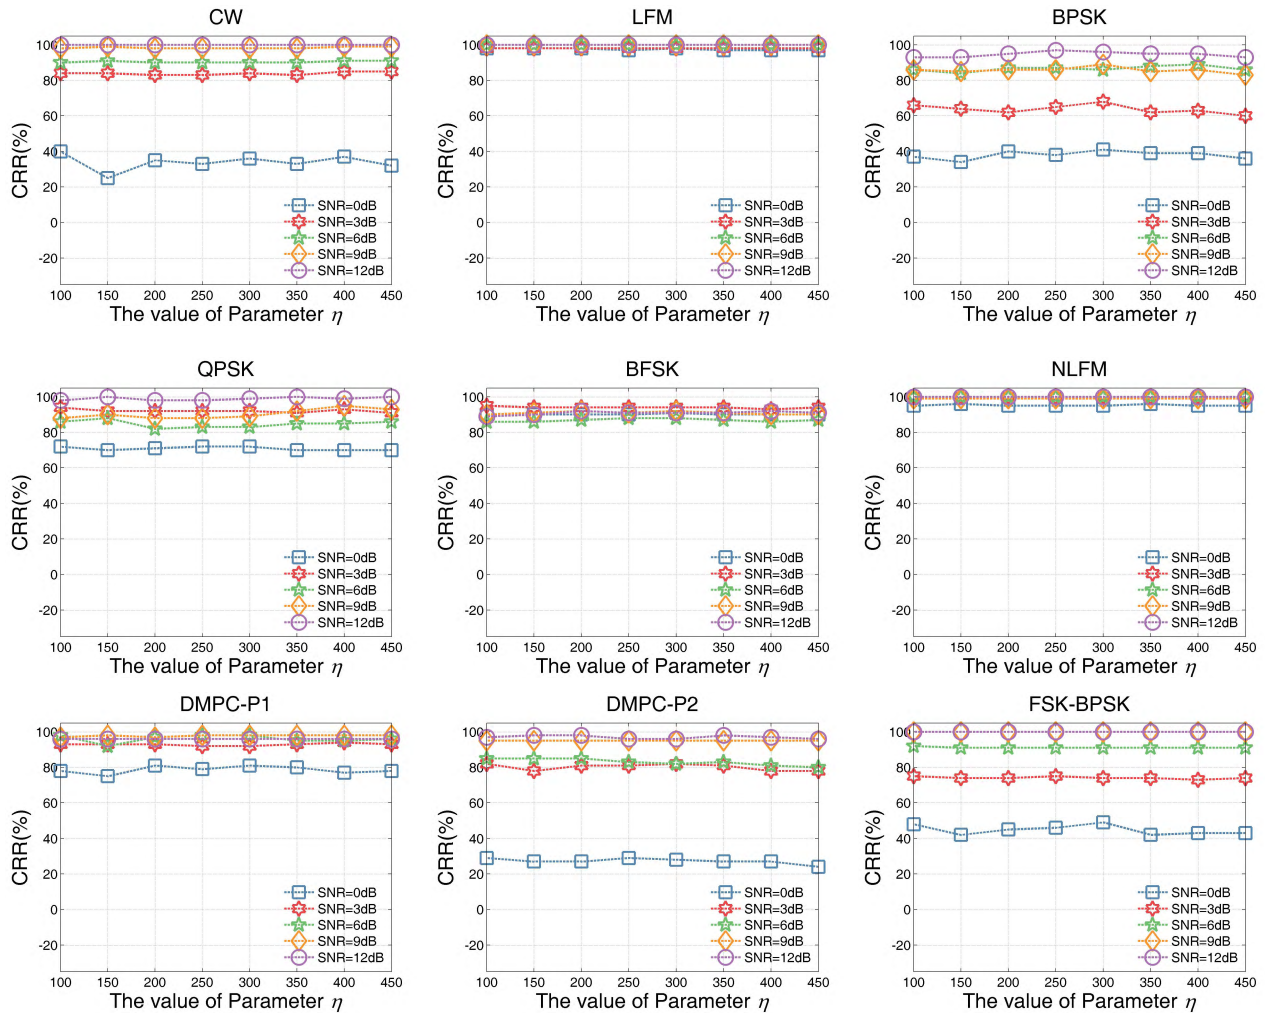 CW
CRR(%)
100
80
60
40
20
0
-20
SNR=0dB
SNR=3dB
SNR=6dB
SNR=9dB
SNR=12dB
100 150 200 250 300 350 400 450
The value of Parameter η
LFM
CRR(%)
100
80
60
40
20
0
-20
SNR=0dB
SNR=3dB
SNR=6dB
SNR=9dB
SNR=12dB
100 150 200 250 300 350 400 450
The value of Parameter η
BPSK
CRR(%)
100
80
60
40
20
0
-20
SNR=0dB
SNR=3dB
SNR=6dB
SNR=9dB
SNR=12dB
100 150 200 250 300 350 400 450
The value of Parameter η
QPSK
CRR(%)
100
80
60
40
20
0
-20
SNR=0dB
SNR=3dB
SNR=6dB
SNR=9dB
SNR=12dB
100 150 200 250 300 350 400 450
The value of Parameter η
BFSK
CRR(%)
100
80
60
40
20
0
-20
SNR=0dB
SNR=3dB
SNR=6dB
SNR=9dB
SNR=12dB
100 150 200 250 300 350 400 450
The value of Parameter η
NLFM
CRR(%)
100
80
60
40
20
0
-20
SNR=0dB
SNR=3dB
SNR=6dB
SNR=9dB
SNR=12dB
100 150 200 250 300 350 400 450
The value of Parameter η
DMPC-P1
CRR(%)
100
80
60
40
20
0
-20
SNR=0dB
SNR=3dB
SNR=6dB
SNR=9dB
SNR=12dB
100 150 200 250 300 350 400 450
The value of Parameter η
DMPC-P2
CRR(%)
100
80
60
40
20
0
-20
SNR=0dB
SNR=3dB
SNR=6dB
SNR=9dB
SNR=12dB
100 150 200 250 300 350 400 450
The value of Parameter η
FSK-BPSK
CRR(%)
100
80
60
40
20
0
-20
SNR=0dB
SNR=3dB
SNR=6dB
SNR=9dB
SNR=12dB
100 150 200 250 300 350 400 450
The value of Parameter η